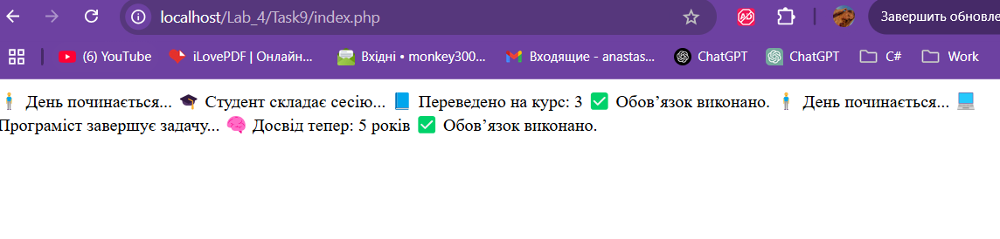 localhost/Lab_4/Task9/index.php
Завершить обновле
(6) YouTube
iLovePDF | Онлайн...
Вхідні • monkey300...
Входящие - anastas...
ChatGPT
ChatGPT
C#
Work
🧍 День починається... 🎓 Студент складає сесію... 📘 Переведено на курс: 3 ✅ Обов’язок виконано. 🧍 День починається... 💻
Програміст завершує задачу... 🧠 Досвід тепер: 5 років ✅ Обов’язок виконано.